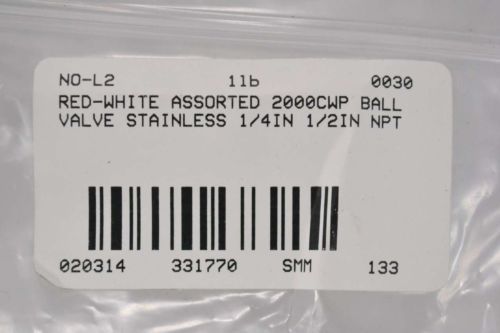 NO-L2 1lb 0030
RED-WHITE ASSORTED 2000CWP BALL
VALVE STAINLESS 1/4IN 1/2IN NPT
020314 331770 SMM 133